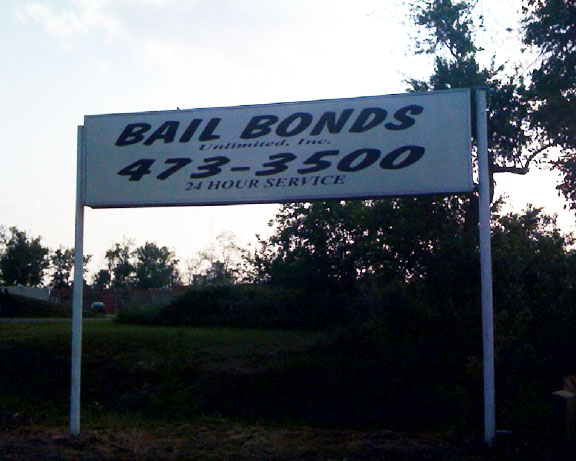 BAIL BONDS
Unlimited, Inc.
473-3500
24 HOUR SERVICE